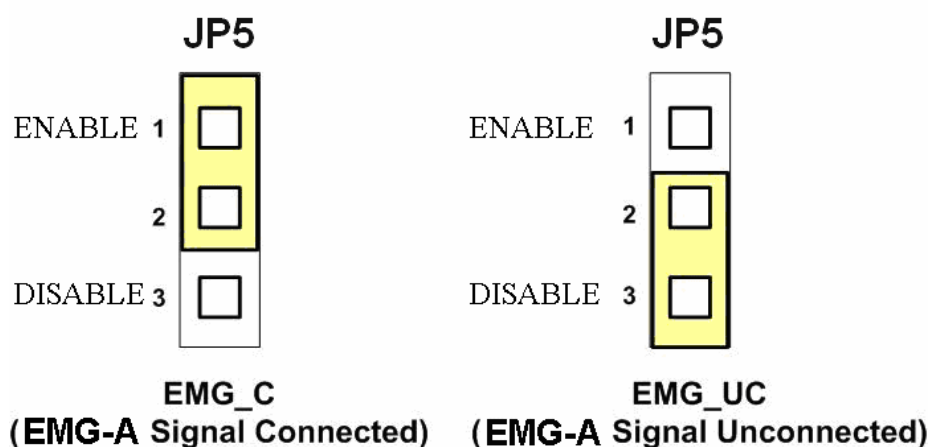 JP5
ENABLE 1
2
DISABLE 3
EMG_C
(EMG-A Signal Connected)
JP5
ENABLE 1
2
DISABLE 3
EMG_UC
(EMG-A Signal Unconnected)